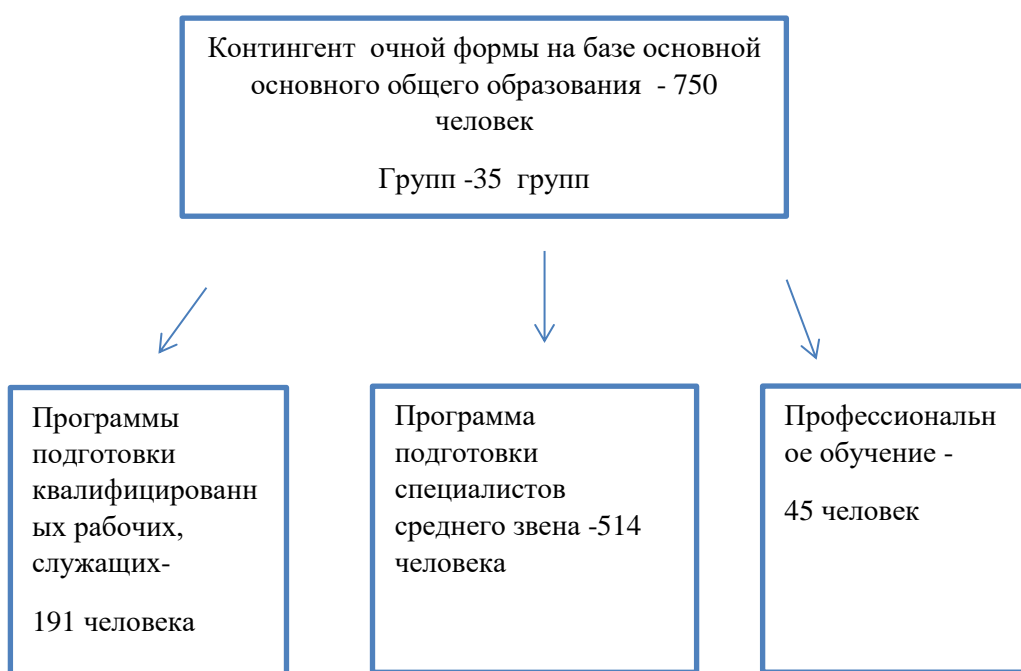 Контингент очной формы на базе основной
основного общего образования - 750
человек
Групп -35 групп
Программы
подготовки
квалифицированн
ых рабочих,
служащих-
191 человека
Программа
подготовки
специалистов
среднего звена -514
человека
Профессиональн
ое обучение -
45 человек